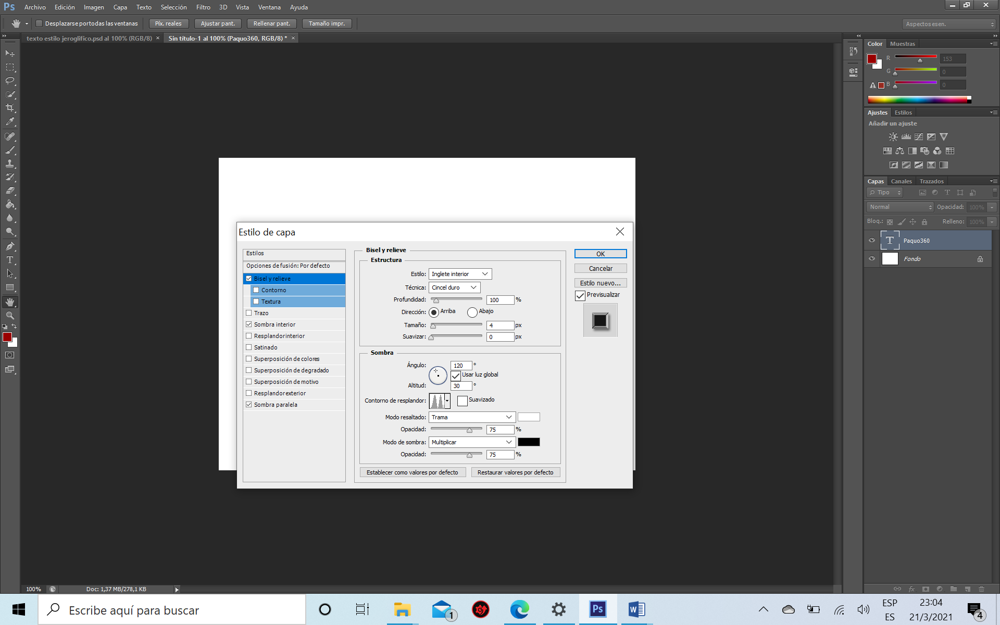 Ps Archivo Edición Imagen Capa Texto Selección Filtro 3D Vista Ventana Ayuda
Desplazarse por todas las ventanas Píx. reales Ajustar pant. Rellenar pant. Tamaño impr. Aspectos esen.
texto estilo jeroglifico.psd al 100% (RGB/8) × Sin título-1 al 100% (Paquo360, RGB/8) * ×
Color Muestras
R 153
G 0
B 0
Ajustes Estilos
Añadir un ajuste
Capas Canales Trazados
Tipo
Normal Opacidad: 100%
Bloq.: Relleno: 100%
T Paquo360
Fondo
Estilo de capa
Estilos
Opciones de fusión: Por defecto
Bisel y relieve
Contorno
Textura
Trazo
Sombra interior
Resplandor interior
Satinado
Superposición de colores
Superposición de degradado
Superposición de motivo
Resplandor exterior
Sombra paralela
Bisel y relieve
Estructura
Estilo: Inglete interior
Técnica: Cincel duro
Profundidad: 100 %
Dirección: Arriba Abajo
Tamaño: 4 px
Suavizar: 0 px
Sombra
Ángulo: 120 °
Usar luz global
Altitud: 30 °
Contorno de resplandor: Suavizado
Modo resaltado: Trama
Opacidad: 75 %
Modo de sombra: Multiplicar
Opacidad: 75 %
Establecer como valores por defecto Restaurar valores por defecto
OK
Cancelar
Estilo nuevo...
Previsualizar
100% Doc: 1,37 MB/278,1 KB
Escribe aquí para buscar
1
Ps
W
ESP
ES
23:04
21/3/2021
4